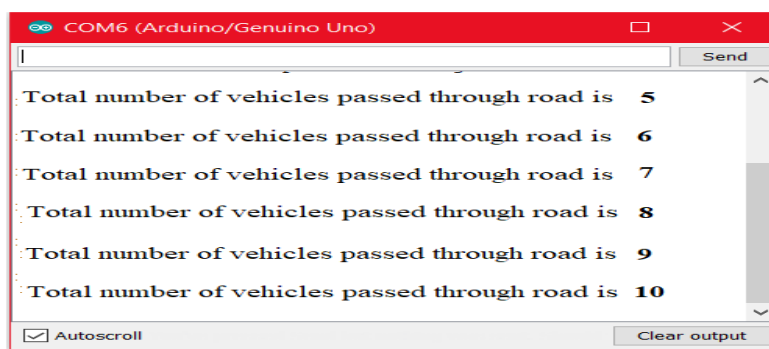 COM6 (Arduino/Genuino Uno)
Send
Total number of vehicles passed through road is 5
Total number of vehicles passed through road is 6
Total number of vehicles passed through road is 7
Total number of vehicles passed through road is 8
Total number of vehicles passed through road is 9
Total number of vehicles passed through road is 10
Autoscroll
Clear output